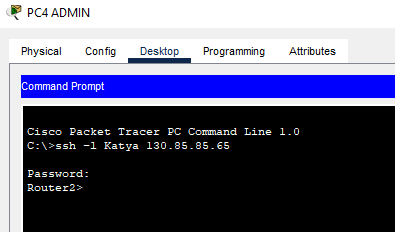 PC4 ADMIN
Physical Config Desktop Programming Attributes
Command Prompt
Cisco Packet Tracer PC Command Line 1.0
C:\>ssh -l Katya 130.85.85.65
Password:
Router2>